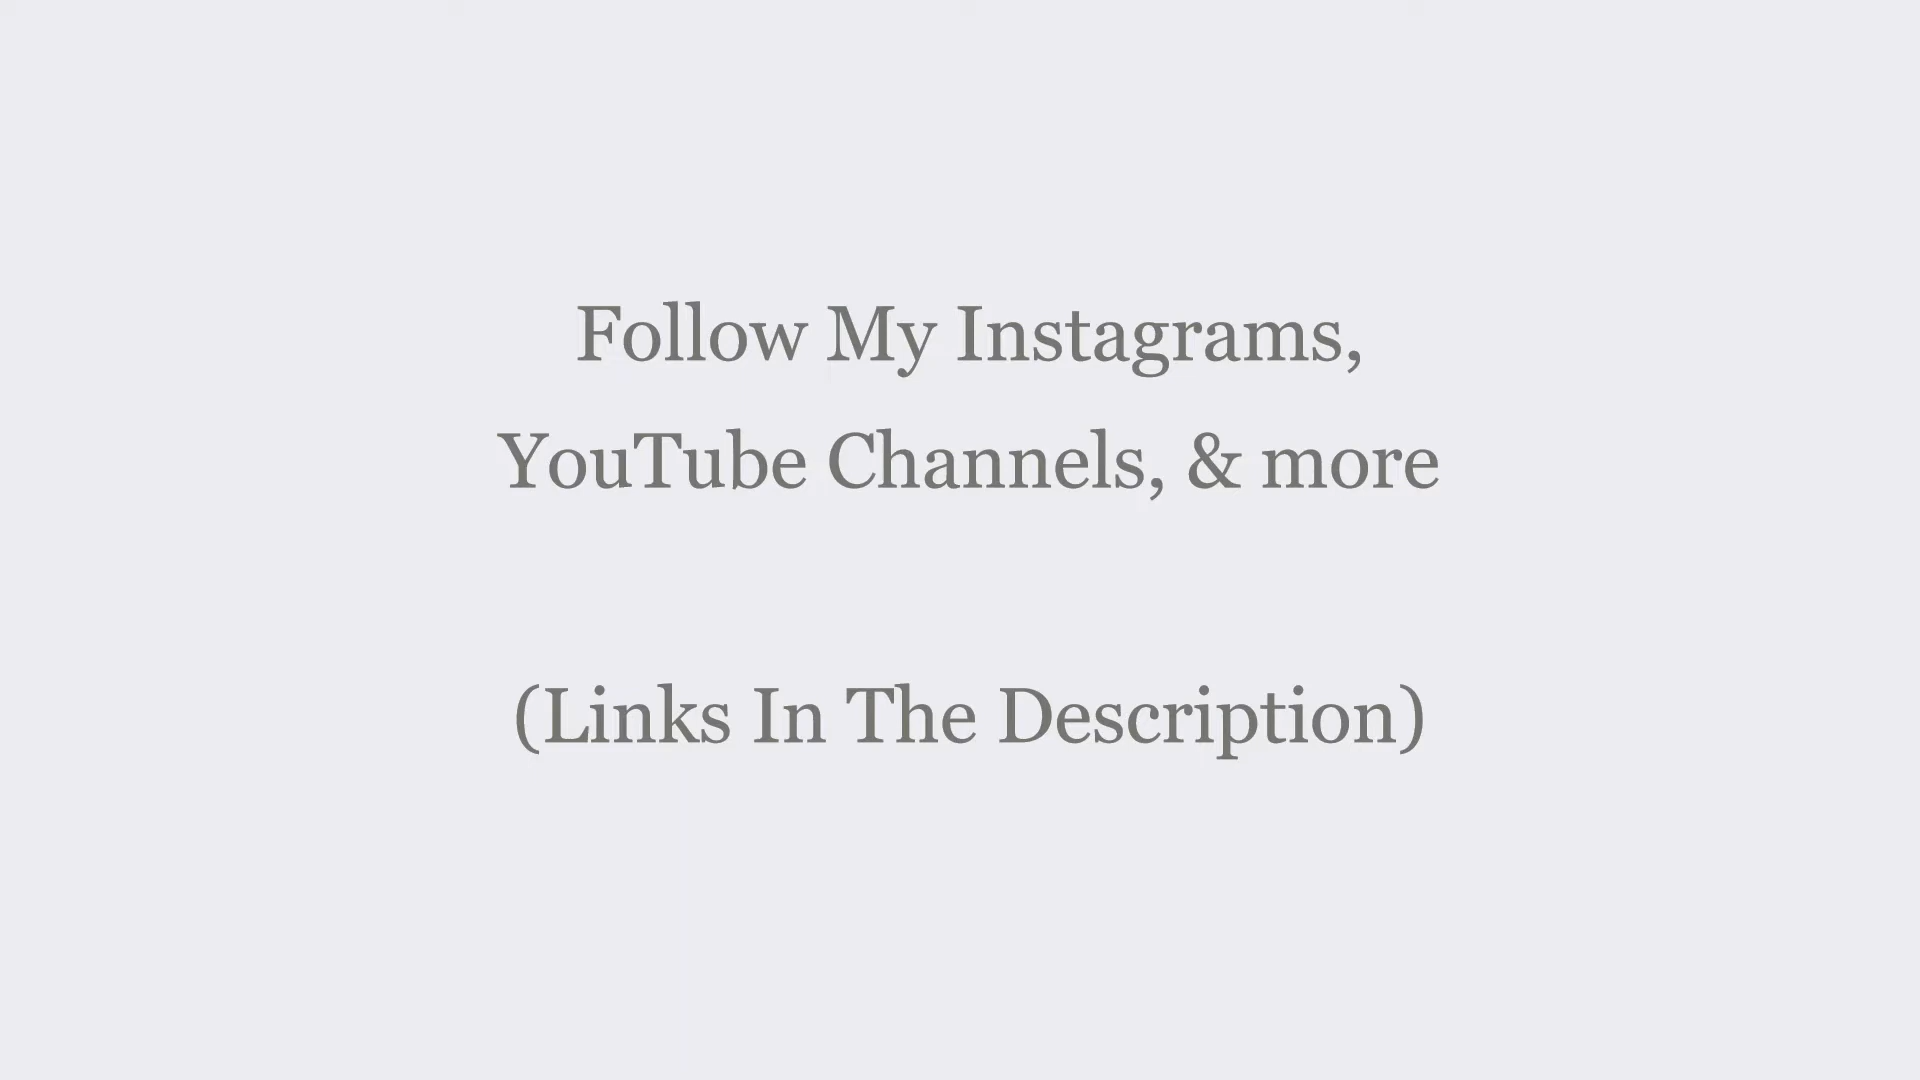 Follow My Instagrams,
YouTube Channels, & more
(Links In The Description)